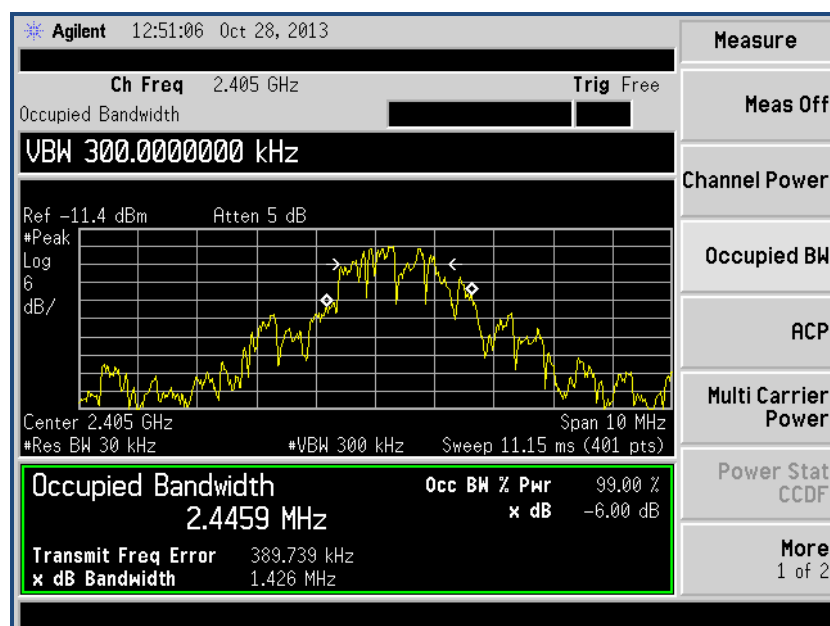 Agilent 12:51:06 Oct 28, 2013
Measure
Ch Freq 2.405 GHz Trig Free
Occupied Bandwidth
Meas Off
VBW 300.0000000 kHz
Channel Power
Ref -11.4 dBm Atten 5 dB
#Peak
Log
6
dB/
Occupied BW
ACP
Multi Carrier
Power
Center 2.405 GHz Span 10 MHz
#Res BW 30 kHz #VBW 300 kHz Sweep 11.15 ms (401 pts)
Occupied Bandwidth Occ BW % Pwr 99.00 %
2.4459 MHz x dB -6.00 dB
Power Stat
CCDF
Transmit Freq Error 389.739 kHz
x dB Bandwidth 1.426 MHz
More
1 of 2